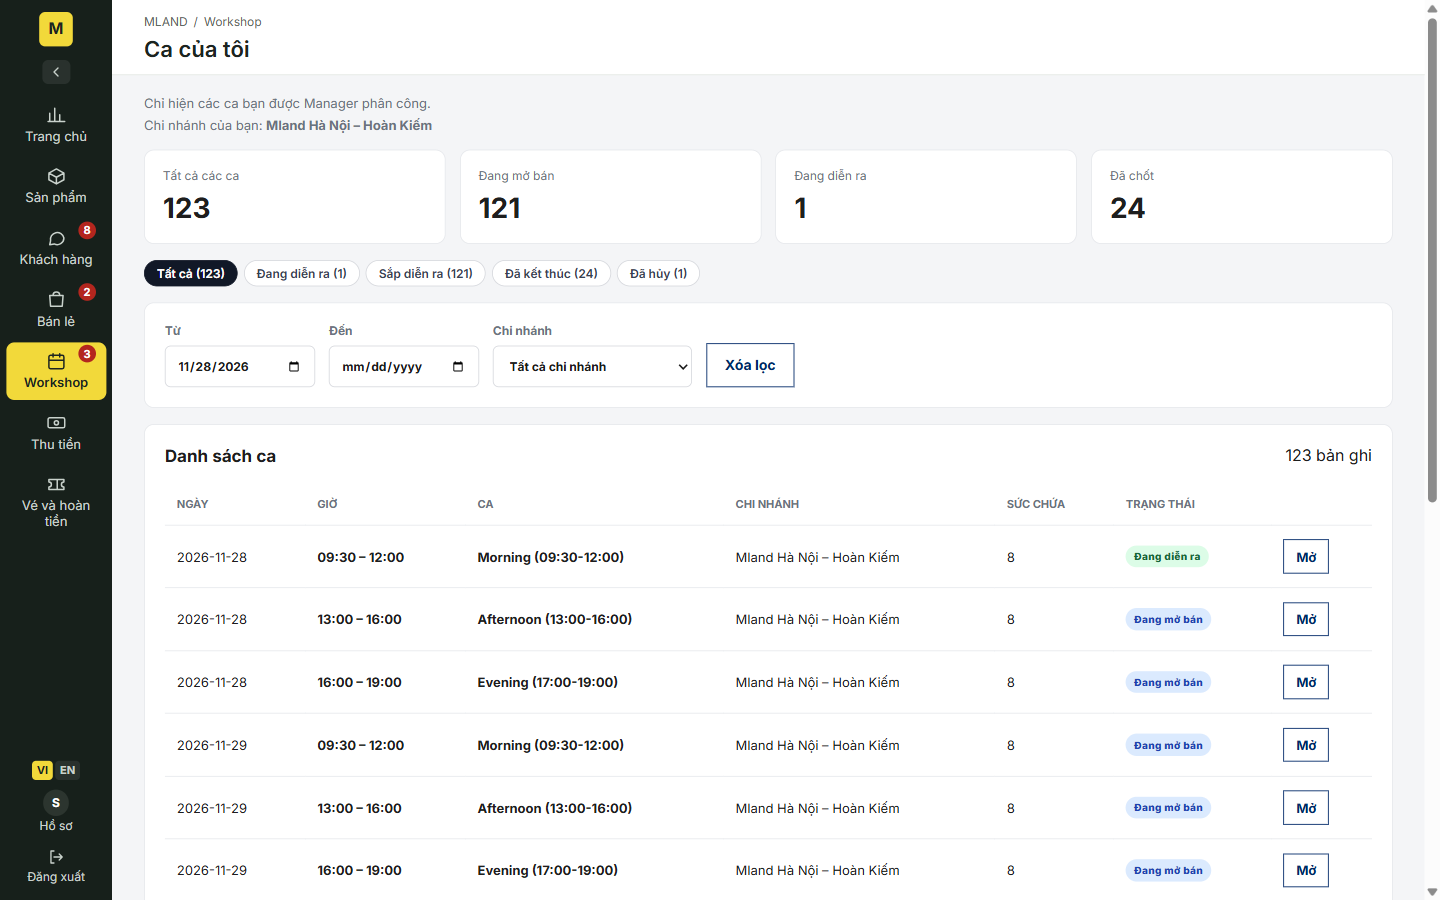 M
Trang chủ
Sản phẩm
8
Khách hàng
2
Bán lẻ
3
Workshop
Thu tiền
Vé và hoàn
tiền
VI EN
S
Hồ sơ
Đăng xuất
MLAND / Workshop
Ca của tôi
Chỉ hiện các ca bạn được Manager phân công.
Chi nhánh của bạn: Mland Hà Nội – Hoàn Kiếm
Tất cả các ca
123
Đang mở bán
121
Đang diễn ra
1
Đã chốt
24
Tất cả (123) Đang diễn ra (1) Sắp diễn ra (121) Đã kết thúc (24) Đã hủy (1)
Từ Đến Chi nhánh
11/28/2026 mm/dd/yyyy Tất cả chi nhánh Xóa lọc
Danh sách ca 123 bản ghi
NGÀY GIỜ CA CHI NHÁNH SỨC CHỨA TRẠNG THÁI
2026-11-28 09:30 – 12:00 Morning (09:30-12:00) Mland Hà Nội – Hoàn Kiếm 8 Đang diễn ra Mở
2026-11-28 13:00 – 16:00 Afternoon (13:00-16:00) Mland Hà Nội – Hoàn Kiếm 8 Đang mở bán Mở
2026-11-28 16:00 – 19:00 Evening (17:00-19:00) Mland Hà Nội – Hoàn Kiếm 8 Đang mở bán Mở
2026-11-29 09:30 – 12:00 Morning (09:30-12:00) Mland Hà Nội – Hoàn Kiếm 8 Đang mở bán Mở
2026-11-29 13:00 – 16:00 Afternoon (13:00-16:00) Mland Hà Nội – Hoàn Kiếm 8 Đang mở bán Mở
2026-11-29 16:00 – 19:00 Evening (17:00-19:00) Mland Hà Nội – Hoàn Kiếm 8 Đang mở bán Mở